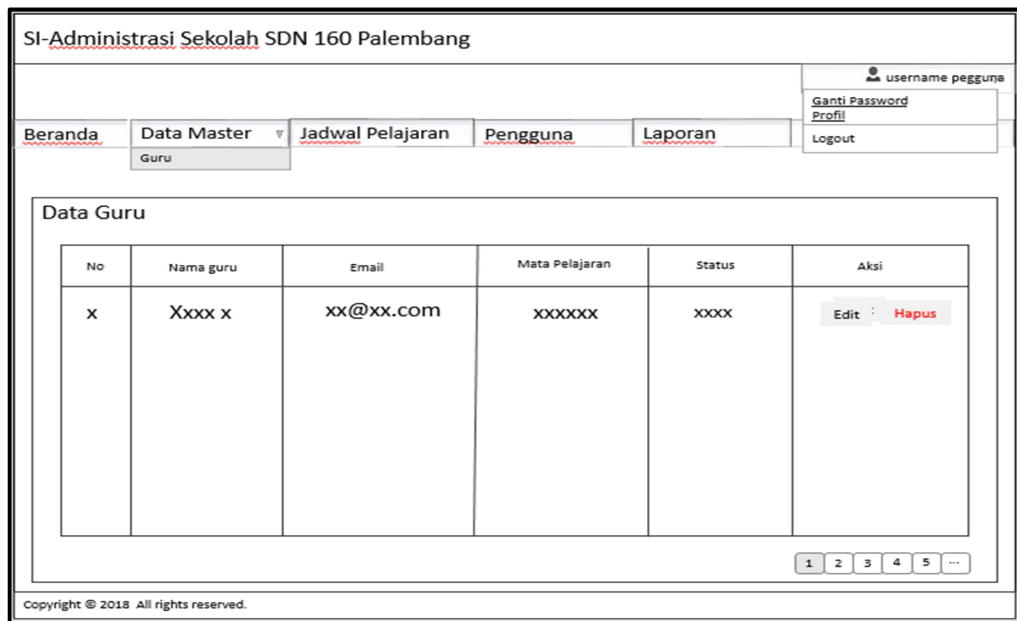 SI-Administrasi Sekolah SDN 160 Palembang
username pegguna
Ganti Password
Profil
Logout
Beranda Data Master Jadwal Pelajaran Pengguna Laporan
Guru
Data Guru
No Nama guru Email Mata Pelajaran Status Aksi
x Xxxx x xx@xx.com xxxxxx xxxx Edit : Hapus
1 2 3 4 5 ...
Copyright © 2018 All rights reserved.